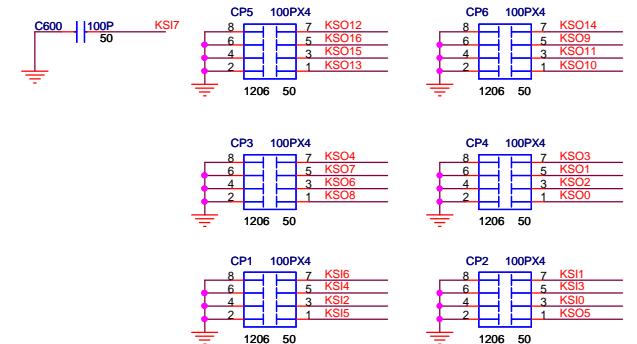 C600 100P KSI7
50
CP5 100PX4
8 7 KSO12
6 5 KSO16
4 3 KSO15
2 1 KSO13
1206 50
CP6 100PX4
8 7 KSO14
6 5 KSO9
4 3 KSO11
2 1 KSO10
1206 50
CP3 100PX4
8 7 KSO4
6 5 KSO7
4 3 KSO6
2 1 KSO8
1206 50
CP4 100PX4
8 7 KSO3
6 5 KSO1
4 3 KSO2
2 1 KSO0
1206 50
CP1 100PX4
8 7 KSI6
6 5 KSI4
4 3 KSI2
2 1 KSI5
1206 50
CP2 100PX4
8 7 KSI1
6 5 KSI3
4 3 KSI0
2 1 KSO5
1206 50